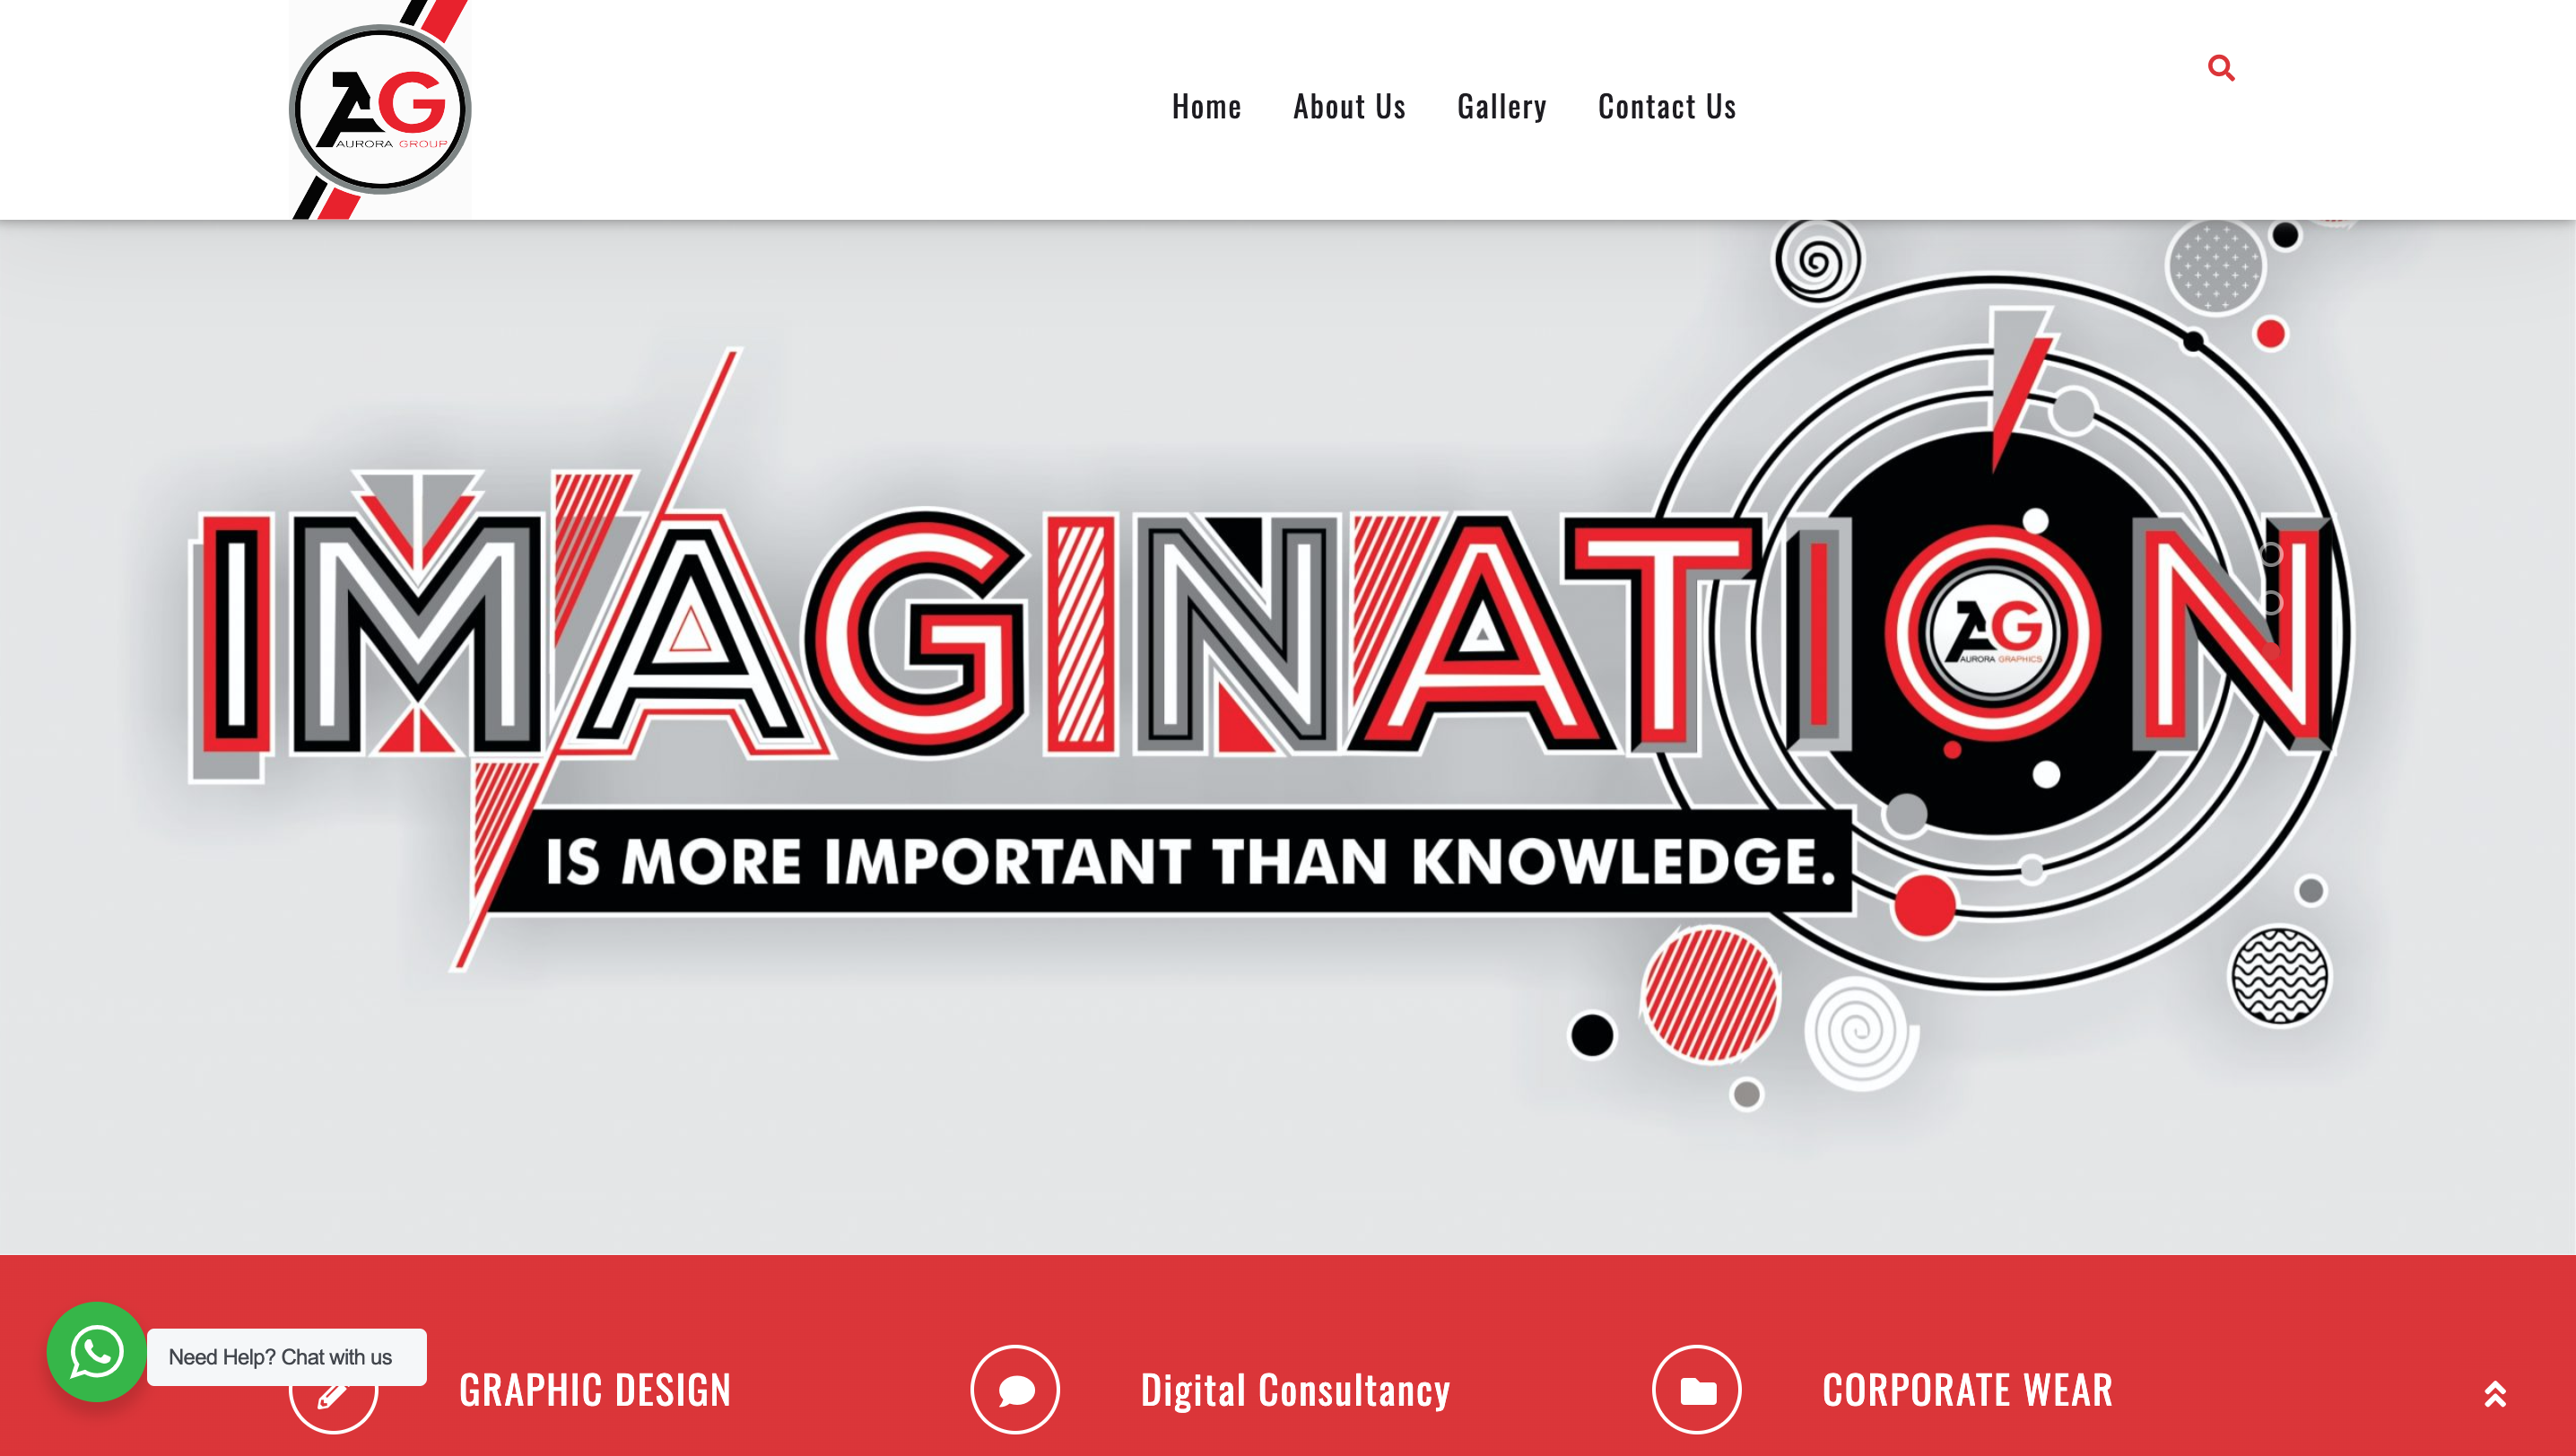 AG
AURORA GROUP
Home About Us Gallery Contact Us
IMAGINATION
AG
AURORA GRAPHICS
IS MORE IMPORTANT THAN KNOWLEDGE.
Need Help? Chat with us
GRAPHIC DESIGN
Digital Consultancy
CORPORATE WEAR